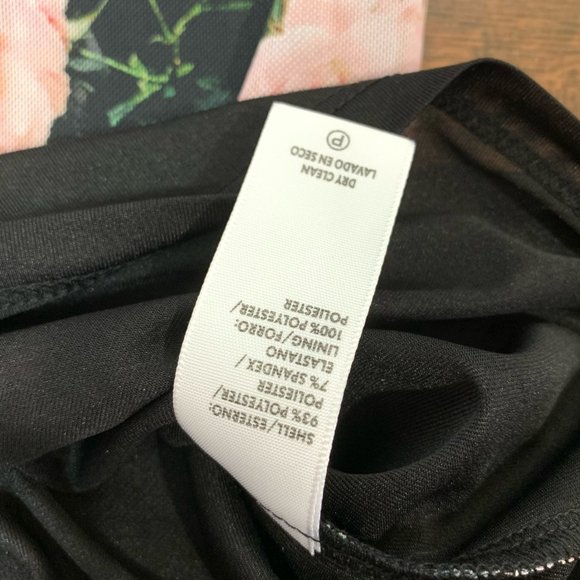 SHELL/ESTERNO:
93% POLYESTER/
POLIESTER
7% SPANDEX/
ELASTANO
LINING/FORRO:
100% POLYESTER/
POLIESTER
DRY CLEAN
LAVADO EN SECO
P